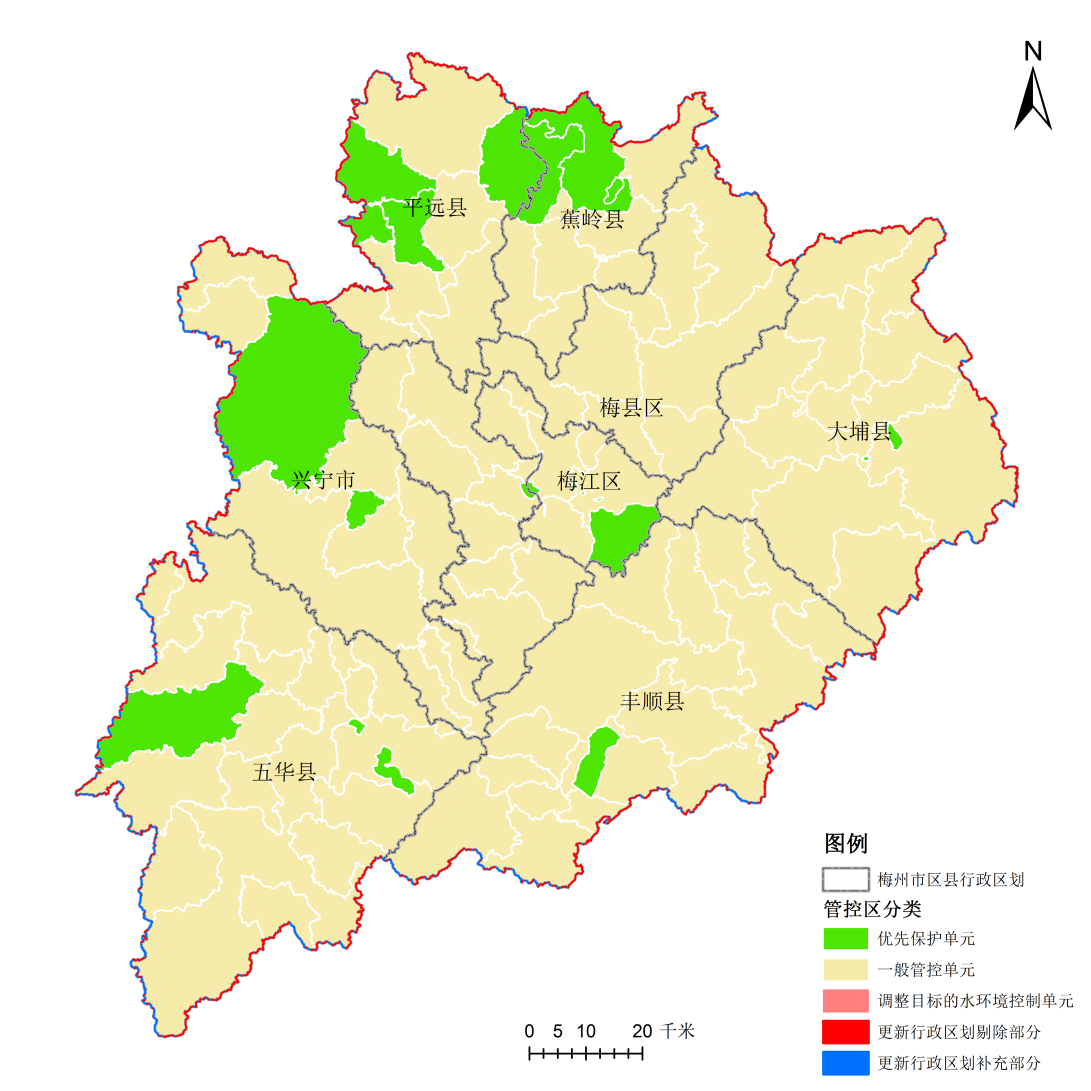 N
平远县
蕉岭县
梅县区
大埔县
兴宁市
梅江区
丰顺县
五华县
图例
梅州市区县行政区划
管控区分类
优先保护单元
一般管控单元
调整目标的水环境控制单元
更新行政区划剔除部分
更新行政区划补充部分
0 5 10 20 千米